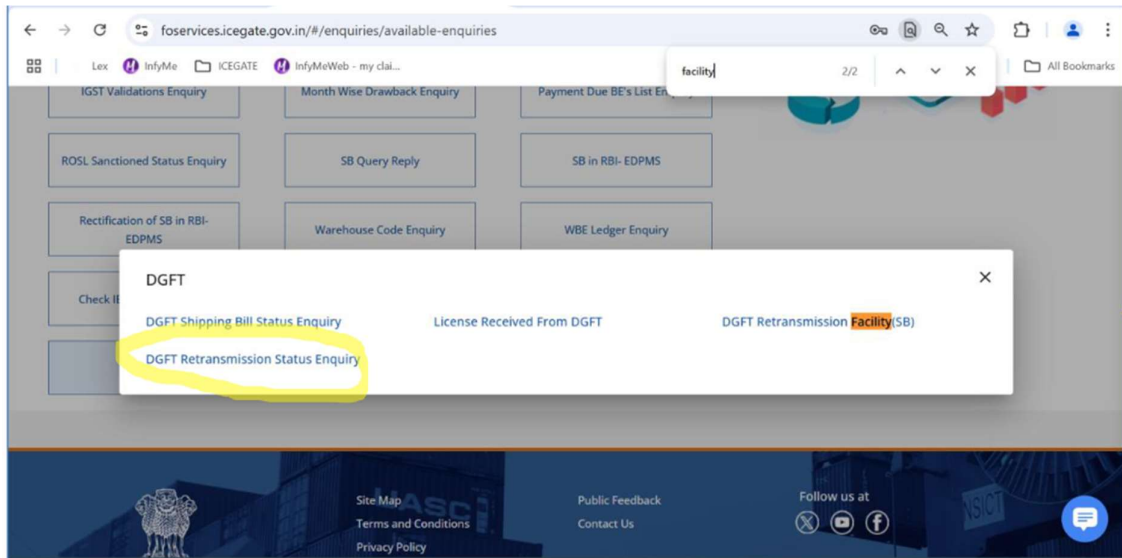 foservices.icegate.gov.in/#/enquiries/available-enquiries
Lex InfyMe ICEGATE InfyMeWeb - my clai... All Bookmarks
facility 2/2
IGST Validations Enquiry Month Wise Drawback Enquiry Payment Due BE's List
ROSL Sanctioned Status Enquiry SB Query Reply SB in RBI- EDPMS
Rectification of SB in RBI-
EDPMS
Warehouse Code Enquiry WBE Ledger Enquiry
Check
DGFT
DGFT Shipping Bill Status Enquiry License Received From DGFT DGFT Retransmission Facility(SB)
DGFT Retransmission Status Enquiry
Site Map Public Feedback Follow us at
Terms and Conditions Contact Us
Privacy Policy
NSICT